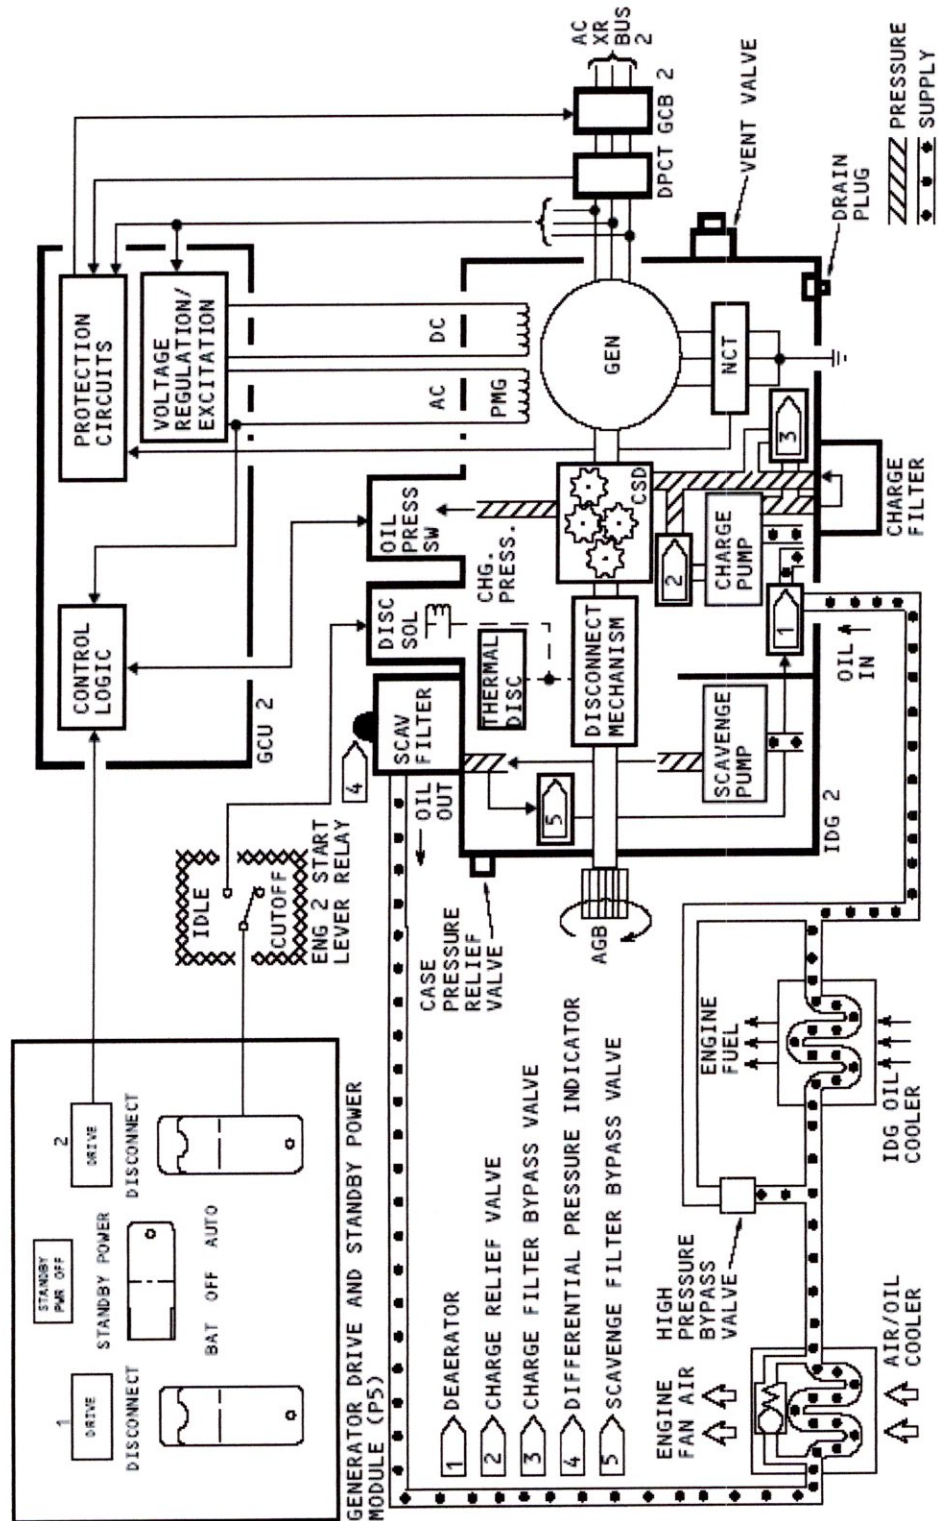 1
DRIVE
DISCONNECT
STANDBY
PWR OFF
STANDBY POWER
BAT OFF AUTO
2
DRIVE
DISCONNECT
GENERATOR DRIVE AND STANDBY POWER
MODULE (P5)
IDLE
CUTOFF
ENG 2 START
LEVER RELAY
CONTROL
LOGIC
PROTECTION
CIRCUITS
VOLTAGE
REGULATION/
EXCITATION
GCU 2
4
SCAV
FILTER
DISC
SOL
OIL
PRESS
SW
AC
DC
PMG
OIL
OUT
THERMAL
DISC
CHG.
PRESS.
CASE
PRESSURE
RELIEF
VALVE
5
AGB
DISCONNECT
MECHANISM
CSD
GEN
DPCT
GCB 2
AC
XR
BUS
2
SCAVENGE
PUMP
2
CHARGE
PUMP
1
NCT
3
VENT VALVE
IDG 2
OIL
IN
CHARGE
FILTER
DRAIN
PLUG
PRESSURE
SUPPLY
1 DEAERATOR
2 CHARGE RELIEF VALVE
3 CHARGE FILTER BYPASS VALVE
4 DIFFERENTIAL PRESSURE INDICATOR
5 SCAVENGE FILTER BYPASS VALVE
ENGINE
FAN AIR
HIGH
PRESSURE
BYPASS
VALVE
ENGINE
FUEL
AIR/OIL
COOLER
IDG OIL
COOLER